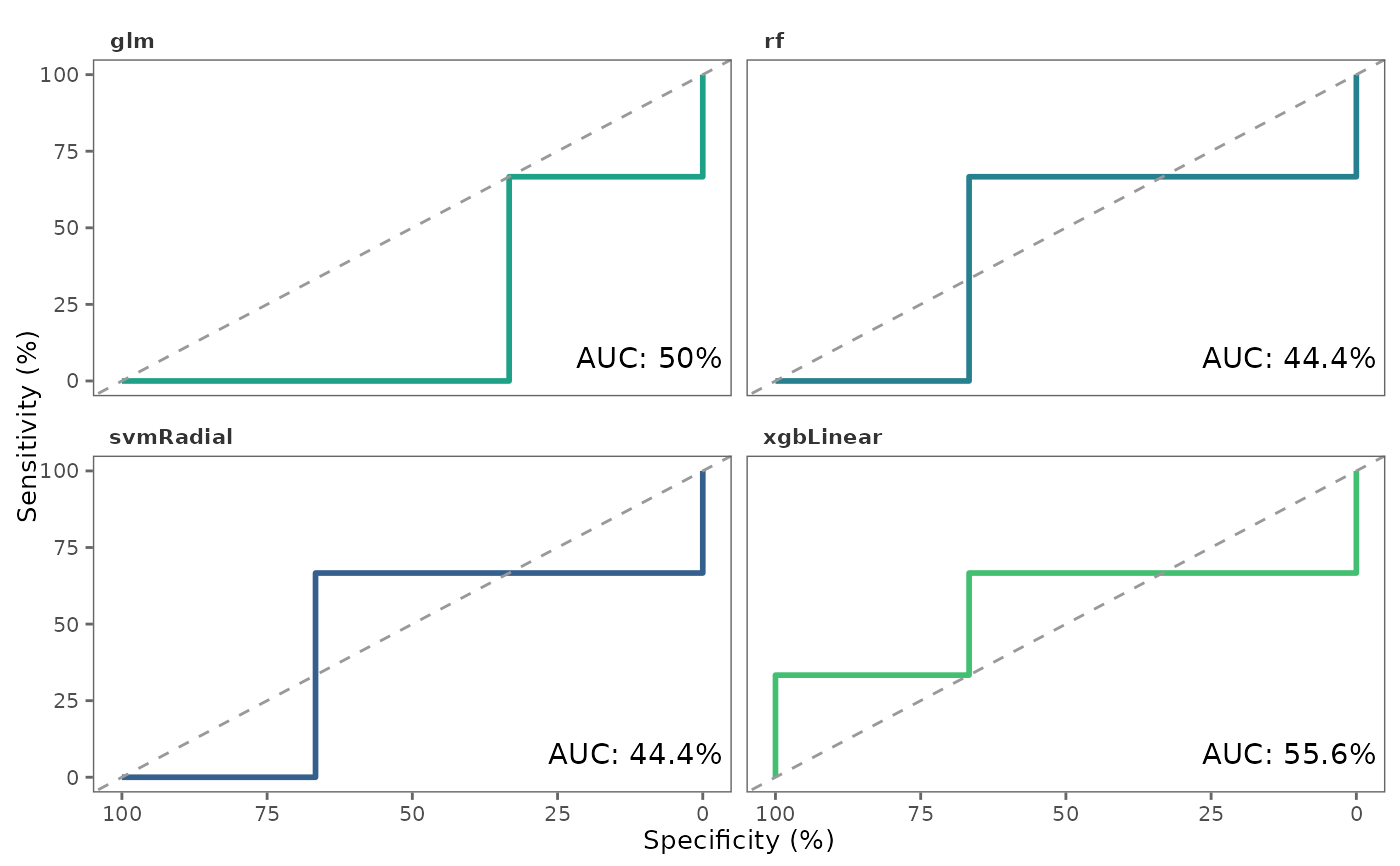 glm
rf
100
75
50
25
0
AUC: 50%
AUC: 44.4%
Sensitivity (%)
svmRadial
xgbLinear
100
75
50
25
0
AUC: 44.4%
AUC: 55.6%
100 75 50 25 0
100 75 50 25 0
Specificity (%)